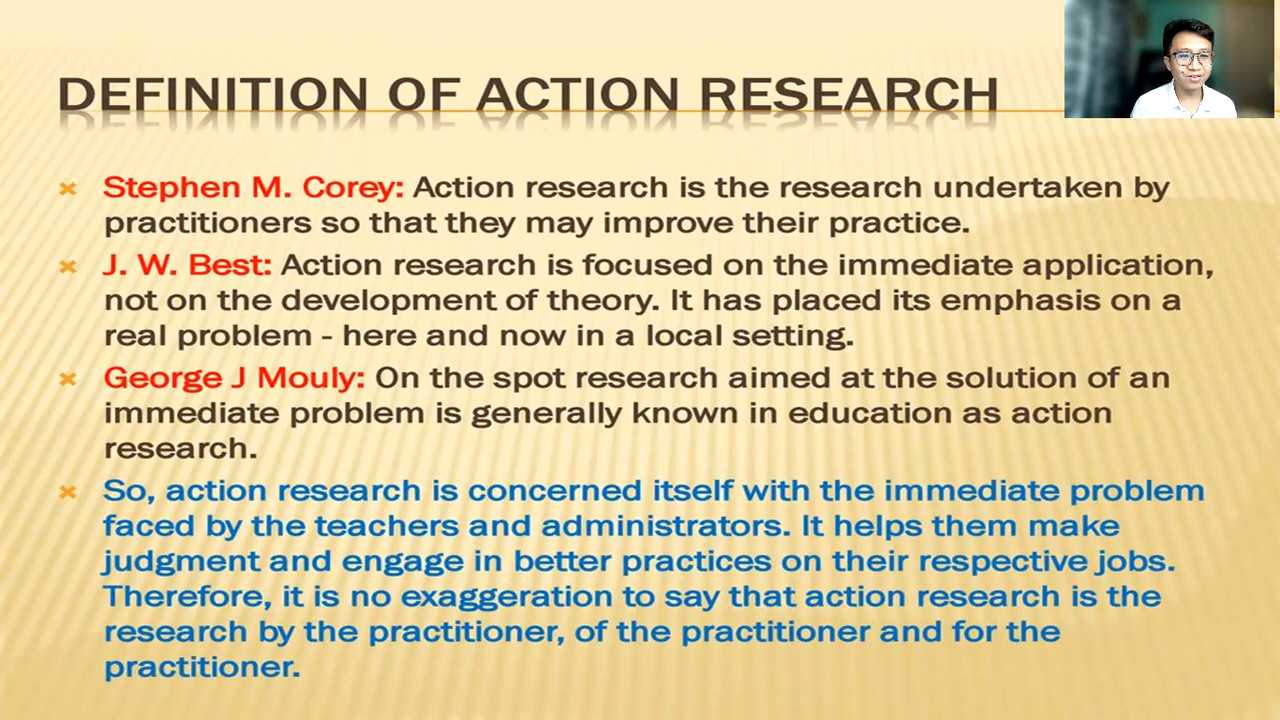 DEFINITION OF ACTION RESEARCH
Stephen M. Corey: Action research is the research undertaken by
practitioners so that they may improve their practice.
J. W. Best: Action research is focused on the immediate application,
not on the development of theory. It has placed its emphasis on a
real problem - here and now in a local setting.
George J Mouly: On the spot research aimed at the solution of an
immediate problem is generally known in education as action
research.
So, action research is concerned itself with the immediate problem
faced by the teachers and administrators. It helps them make
judgment and engage in better practices on their respective jobs.
Therefore, it is no exaggeration to say that action research is the
research by the practitioner, of the practitioner and for the
practitioner.